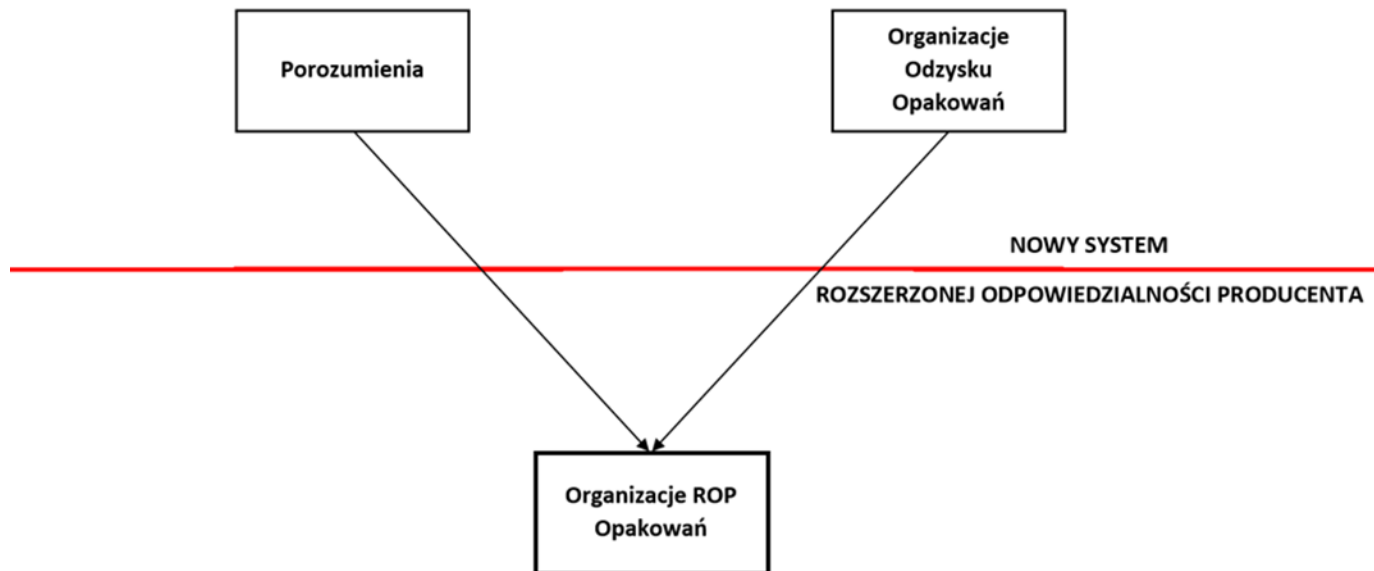 Porozumienia
Organizacje
Odzysku
Opakowań
NOWY SYSTEM
ROZSZERZONEJ ODPOWIEDZIALNOŚCI PRODUCENTA
Organizacje ROP
Opakowań